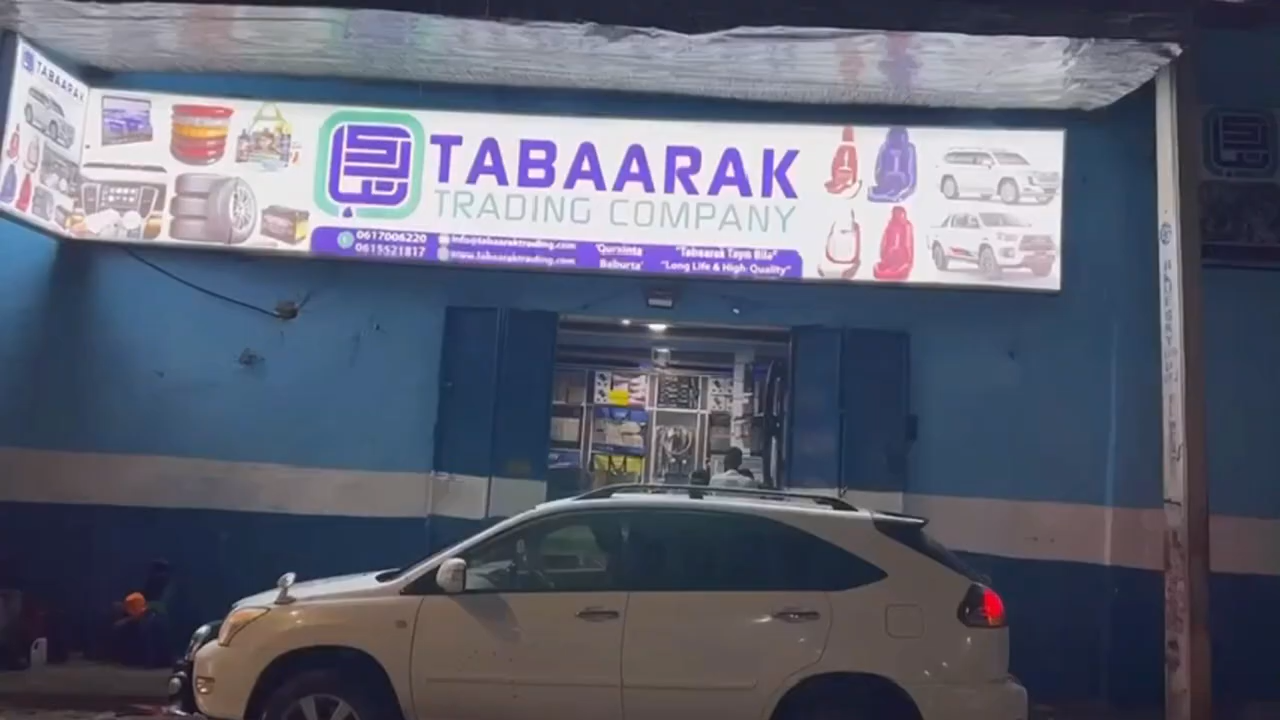 TABAARAK
TABAARAK
TRADING COMPANY
0617006220
0615521817
info@tabaaraktrading.com
www.tabaaraktrading.com
'Qurxinta
Baburta'
"Tabaarak Tayo Bila"
"Long Life & High Quality"